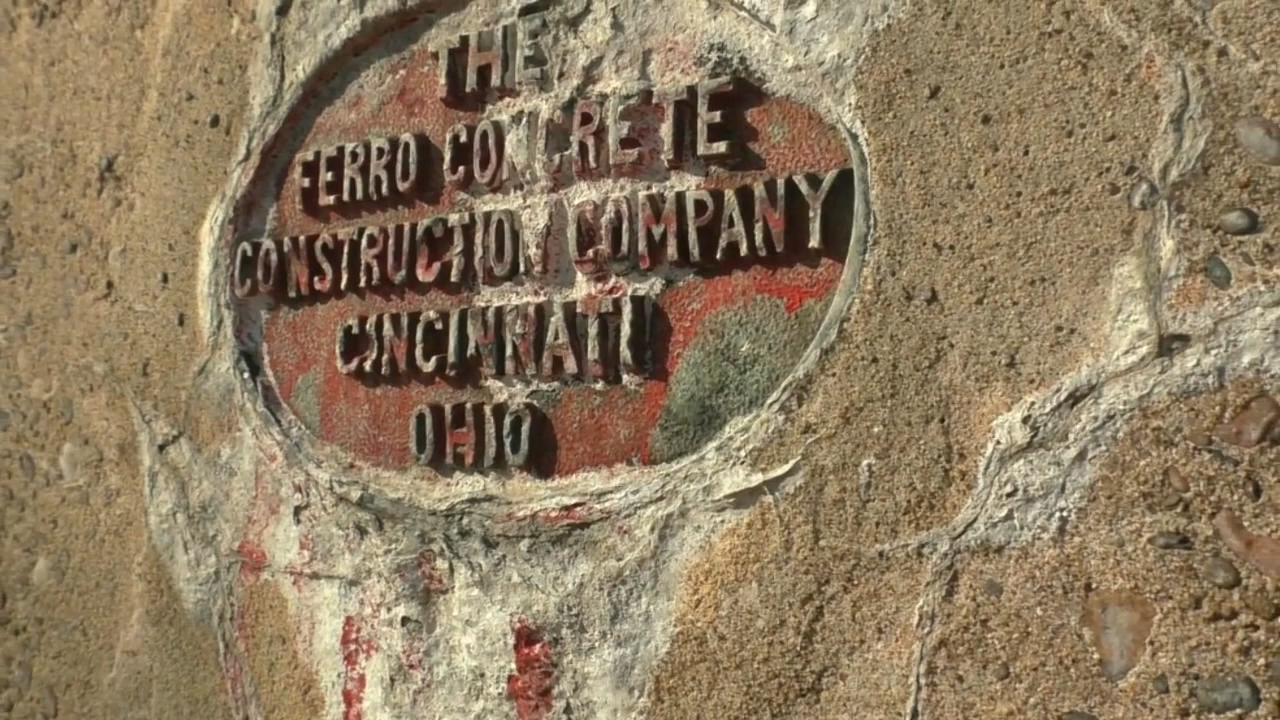 THE
FERRO CONCRETE
CONSTRUCTION COMPANY
CINCINNATI
OHIO